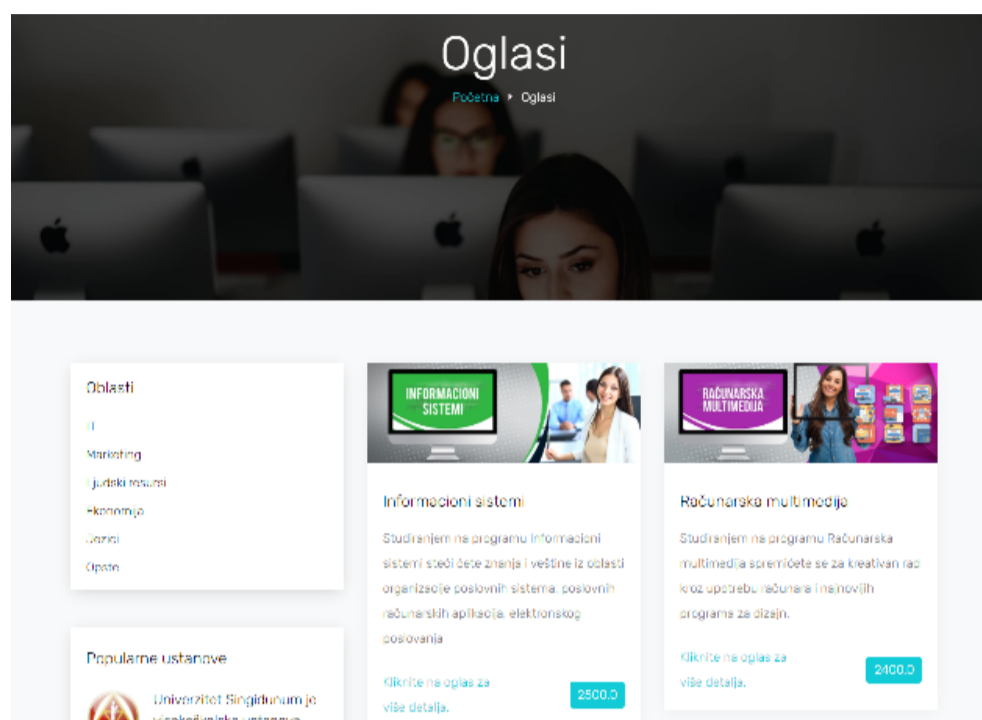 Oglasi
Početna ▸ Oglasi
Oblasti
IT
Marketing
Ljudski resursi
Ekonomija
Jezici
Opšte
Popularne ustanove
Univerzitet Singidunum je
visokoškolska ustanova
INFORMACIONI
SISTEMI
Informacioni sistemi
Studiranjem na programu Informacioni
sistemi steći ćete znanja i veštine iz oblasti
organizacije poslovnih sistema, poslovnih
računarskih aplikacija, elektronskog
poslovanja
Kliknite na oglas za
više detalja.
2500.0
RAČUNARSKA
MULTIMEDIJA
Računarska multimedija
Studiranjem na programu Računarska
multimedija spremićete se za kreativan rad
kroz upotrebu računara i najnovijih
programa za dizajn.
Kliknite na oglas za
više detalja.
2400.0